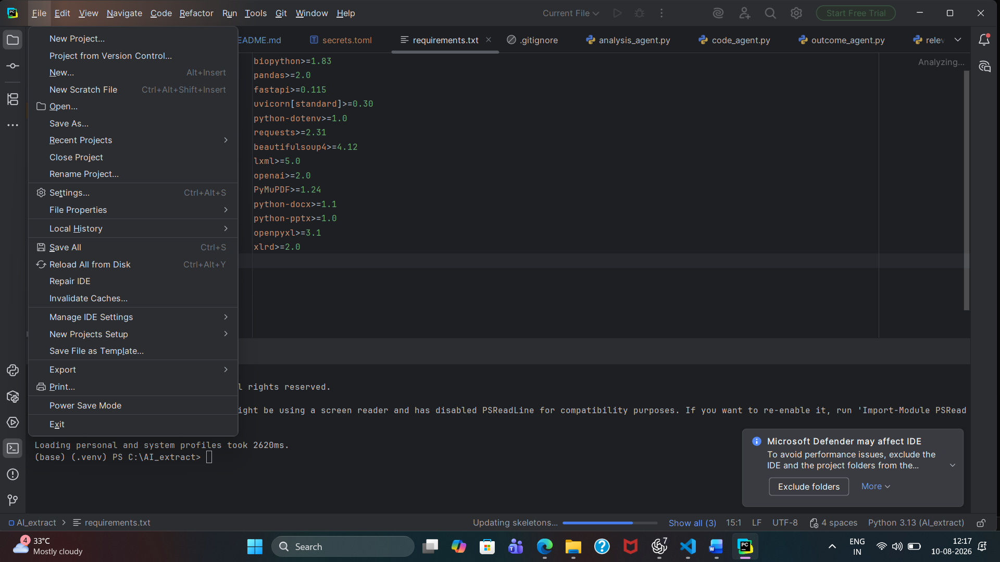 PC
File Edit View Navigate Code Refactor Run Tools Git Window Help
Current File
Start Free Trial
EADME.md
secrets.toml
requirements.txt
.gitignore
analysis_agent.py
code_agent.py
outcome_agent.py
rele
New Project...
Project from Version Control...
New... Alt+Insert
New Scratch File Ctrl+Alt+Shift+Insert
Open...
Save As...
Recent Projects
Close Project
Rename Project...
Settings... Ctrl+Alt+S
File Properties
Local History
Save All Ctrl+S
Reload All from Disk Ctrl+Alt+Y
Repair IDE
Invalidate Caches...
Manage IDE Settings
New Projects Setup
Save File as Template...
Export
Print...
Power Save Mode
Exit
biopython>=1.83
pandas>=2.0
fastapi>=0.115
uvicorn[standard]>=0.30
python-dotenv>=1.0
requests>=2.31
beautifulsoup4>=4.12
lxml>=5.0
openai>=2.0
PyMuPDF>=1.24
python-docx>=1.1
python-pptx>=1.0
openpyxl>=3.1
xlrd>=2.0
Analyzing...
l rights reserved.
ight be using a screen reader and has disabled PSReadLine for compatibility purposes. If you want to re-enable it, run 'Import-Module PSRead
Loading personal and system profiles took 2620ms.
(base) (.venv) PS C:\AI_extract>
Microsoft Defender may affect IDE
To avoid performance issues, exclude the
IDE and the project folders from the...
Exclude folders
More
AI_extract > requirements.txt
Updating skeletons...
Show all (3)
15:1
LF
UTF-8
4 spaces
Python 3.13 (AI_extract)
4
33°C
Mostly cloudy
Search
T
7
W
PC
ENG
IN
12:17
10-08-2026